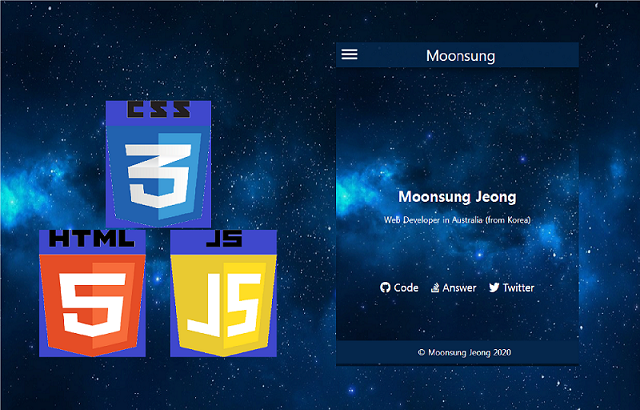 CSS
3
HTML
5
JS
JS
Moonsung
Moonsung Jeong
Web Developer in Australia (from Korea)
Code Answer Twitter
© Moonsung Jeong 2020